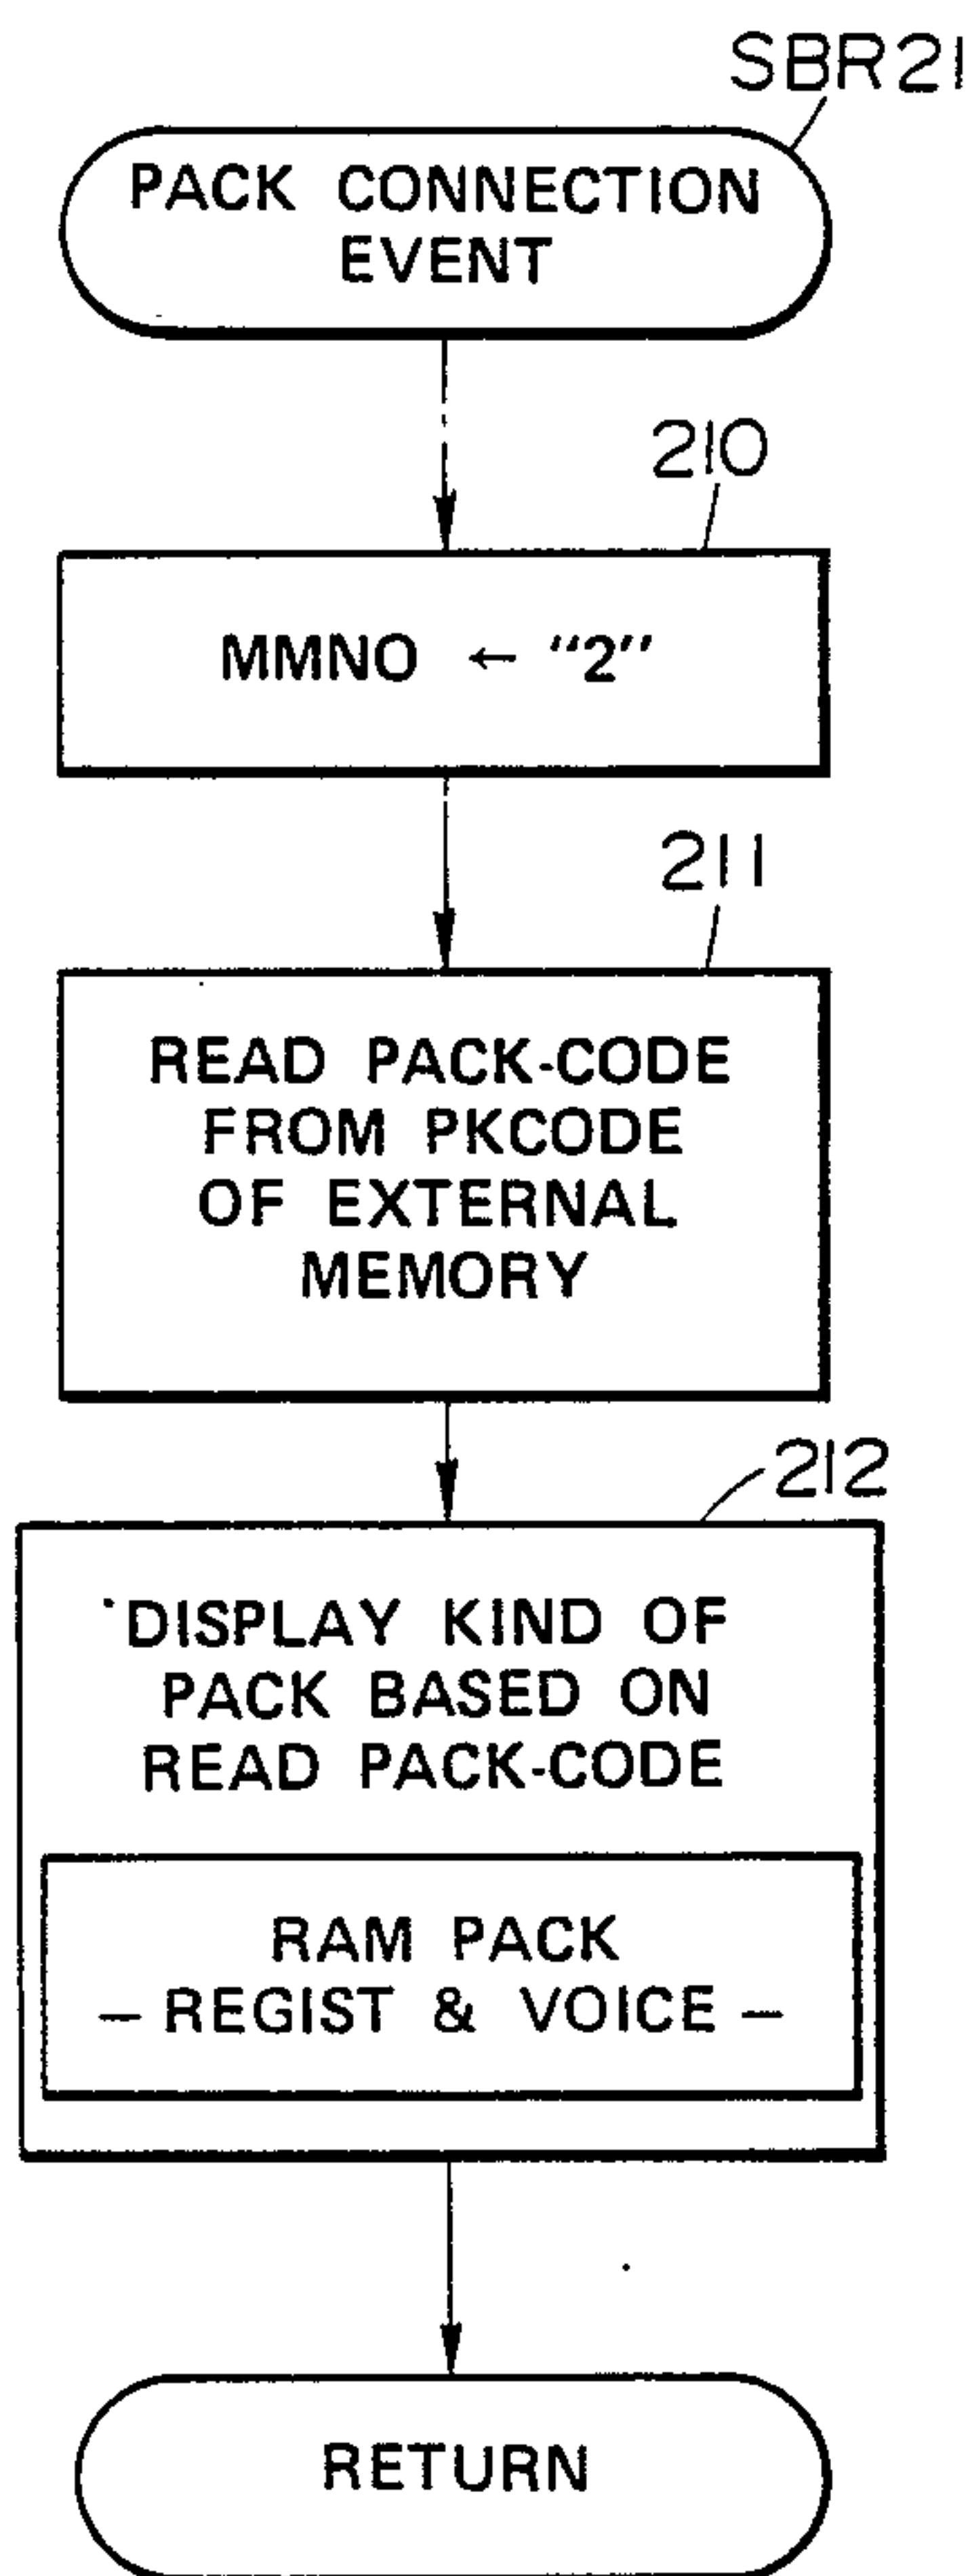 SBR21
PACK CONNECTION
EVENT
210
MMNO ← “2”
211
READ PACK-CODE
FROM PKCODE
OF EXTERNAL
MEMORY
212
DISPLAY KIND OF
PACK BASED ON
READ PACK-CODE
RAM PACK
– REGIST & VOICE –
RETURN